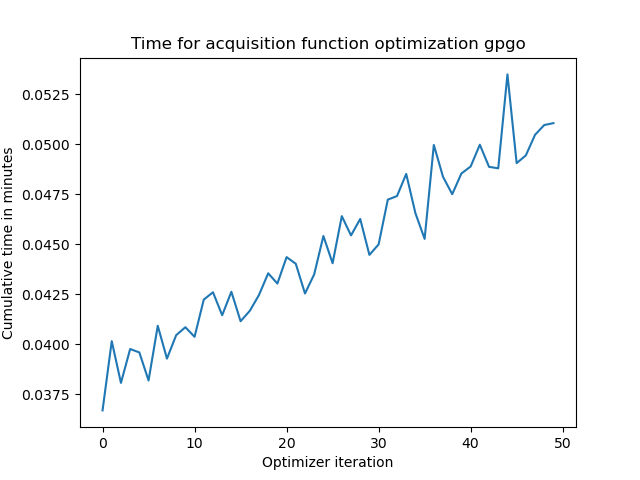 Time for acquisition function optimization gpgo
Cumulative time in minutes
0.0525
0.0500
0.0475
0.0450
0.0425
0.0400
0.0375
0 10 20 30 40 50
Optimizer iteration